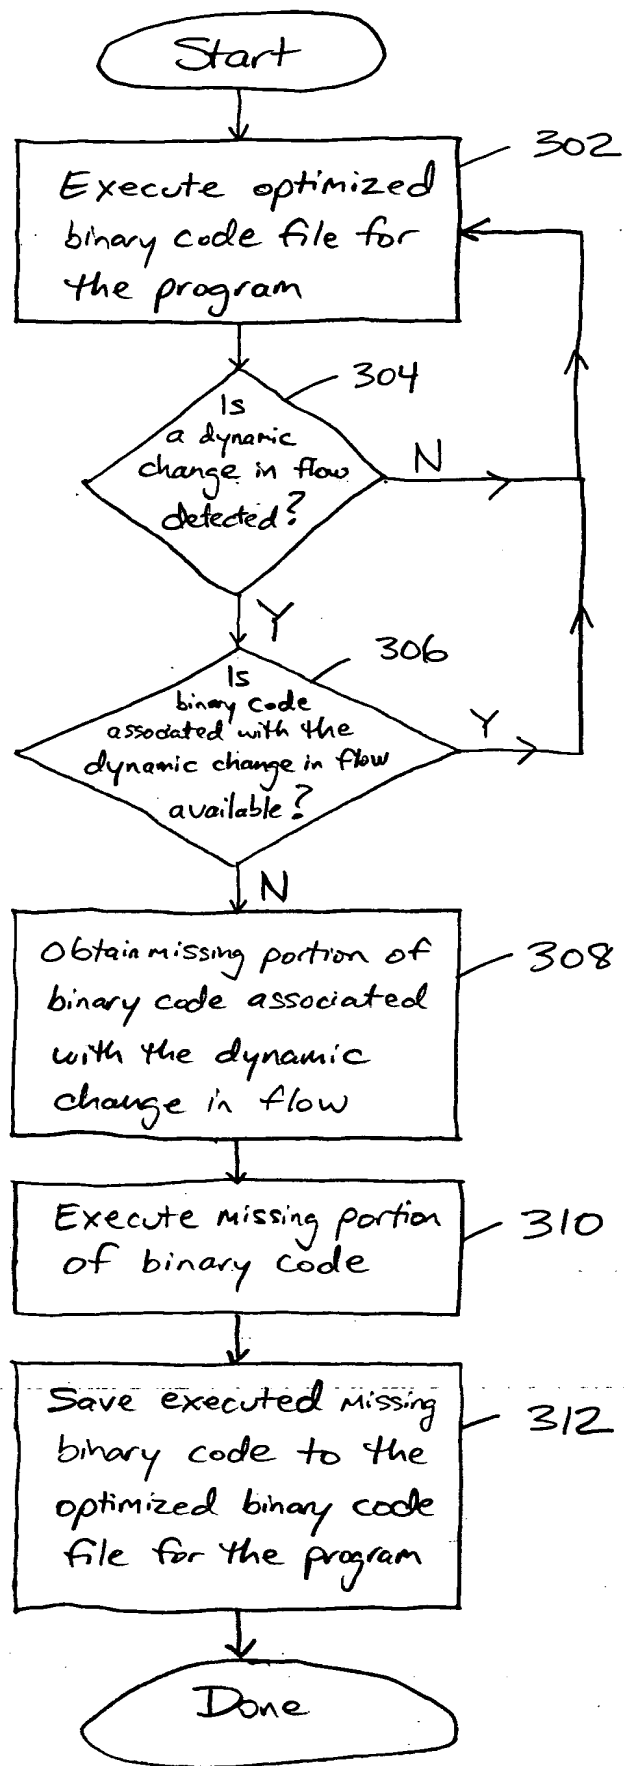 Start
302
Execute optimized
binary code file for
the program
304
Is
a dynamic
change in flow
detected?
N
Y
306
Is
binary code
associated with the
dynamic change in flow
available?
Y
N
308
Obtain missing portion of
binary code associated
with the dynamic
change in flow
310
Execute missing portion
of binary code
312
Save executed missing
binary code to the
optimized binary code
file for the program
Done